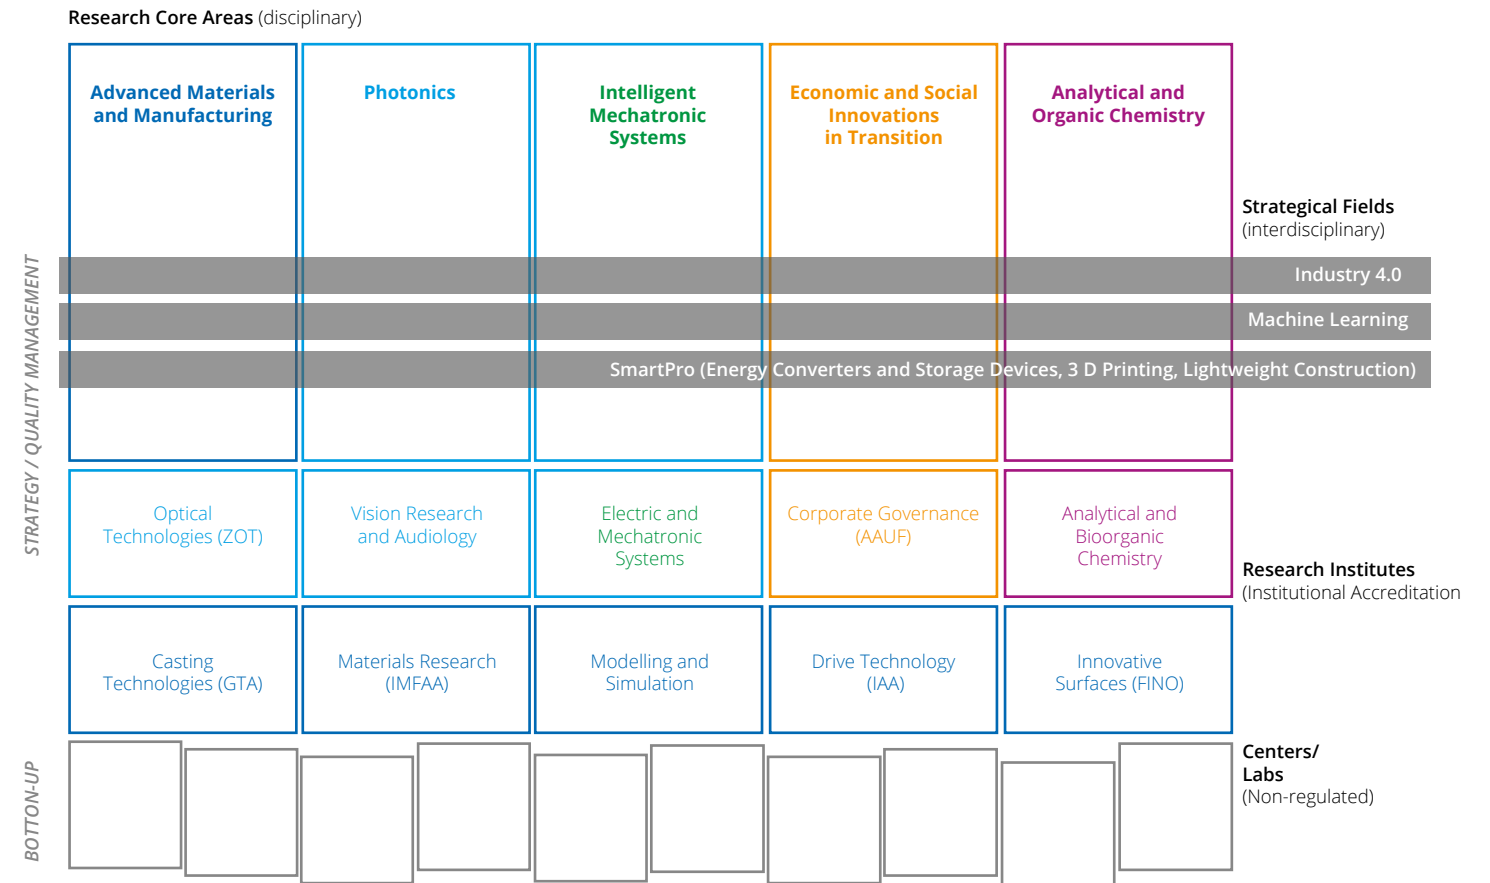 Research Core Areas (disciplinary)
Advanced Materials
and Manufacturing
Photonics
Intelligent
Mechatronic
Systems
Economic and Social
Innovations
in Transition
Analytical and
Organic Chemistry
Strategical Fields
(interdisciplinary)
Industry 4.0
Machine Learning
SmartPro (Energy Converters and Storage Devices, 3 D Printing, Lightweight Construction)
STRATEGY / QUALITY MANAGEMENT
Optical
Technologies (ZOT)
Vision Research
and Audiology
Electric and
Mechatronic
Systems
Corporate Governance
(AAUF)
Analytical and
Bioorganic
Chemistry
Research Institutes
(Institutional Accreditation
Casting
Technologies (GTA)
Materials Research
(IMFAA)
Modelling and
Simulation
Drive Technology
(IAA)
Innovative
Surfaces (FINO)
BOTTON-UP
Centers/
Labs
(Non-regulated)